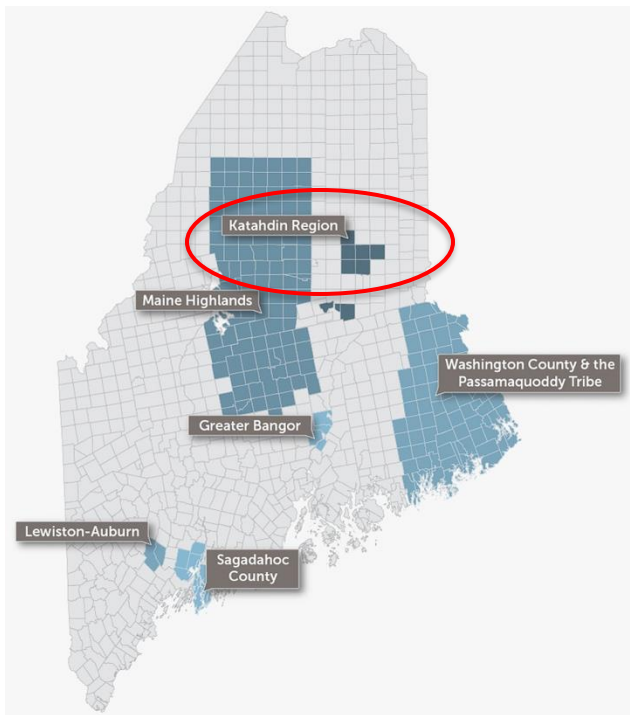 Katahdin Region
Maine Highlands
Washington County & the
Passamaquoddy Tribe
Greater Bangor
Lewiston-Auburn
Sagadahoc
County